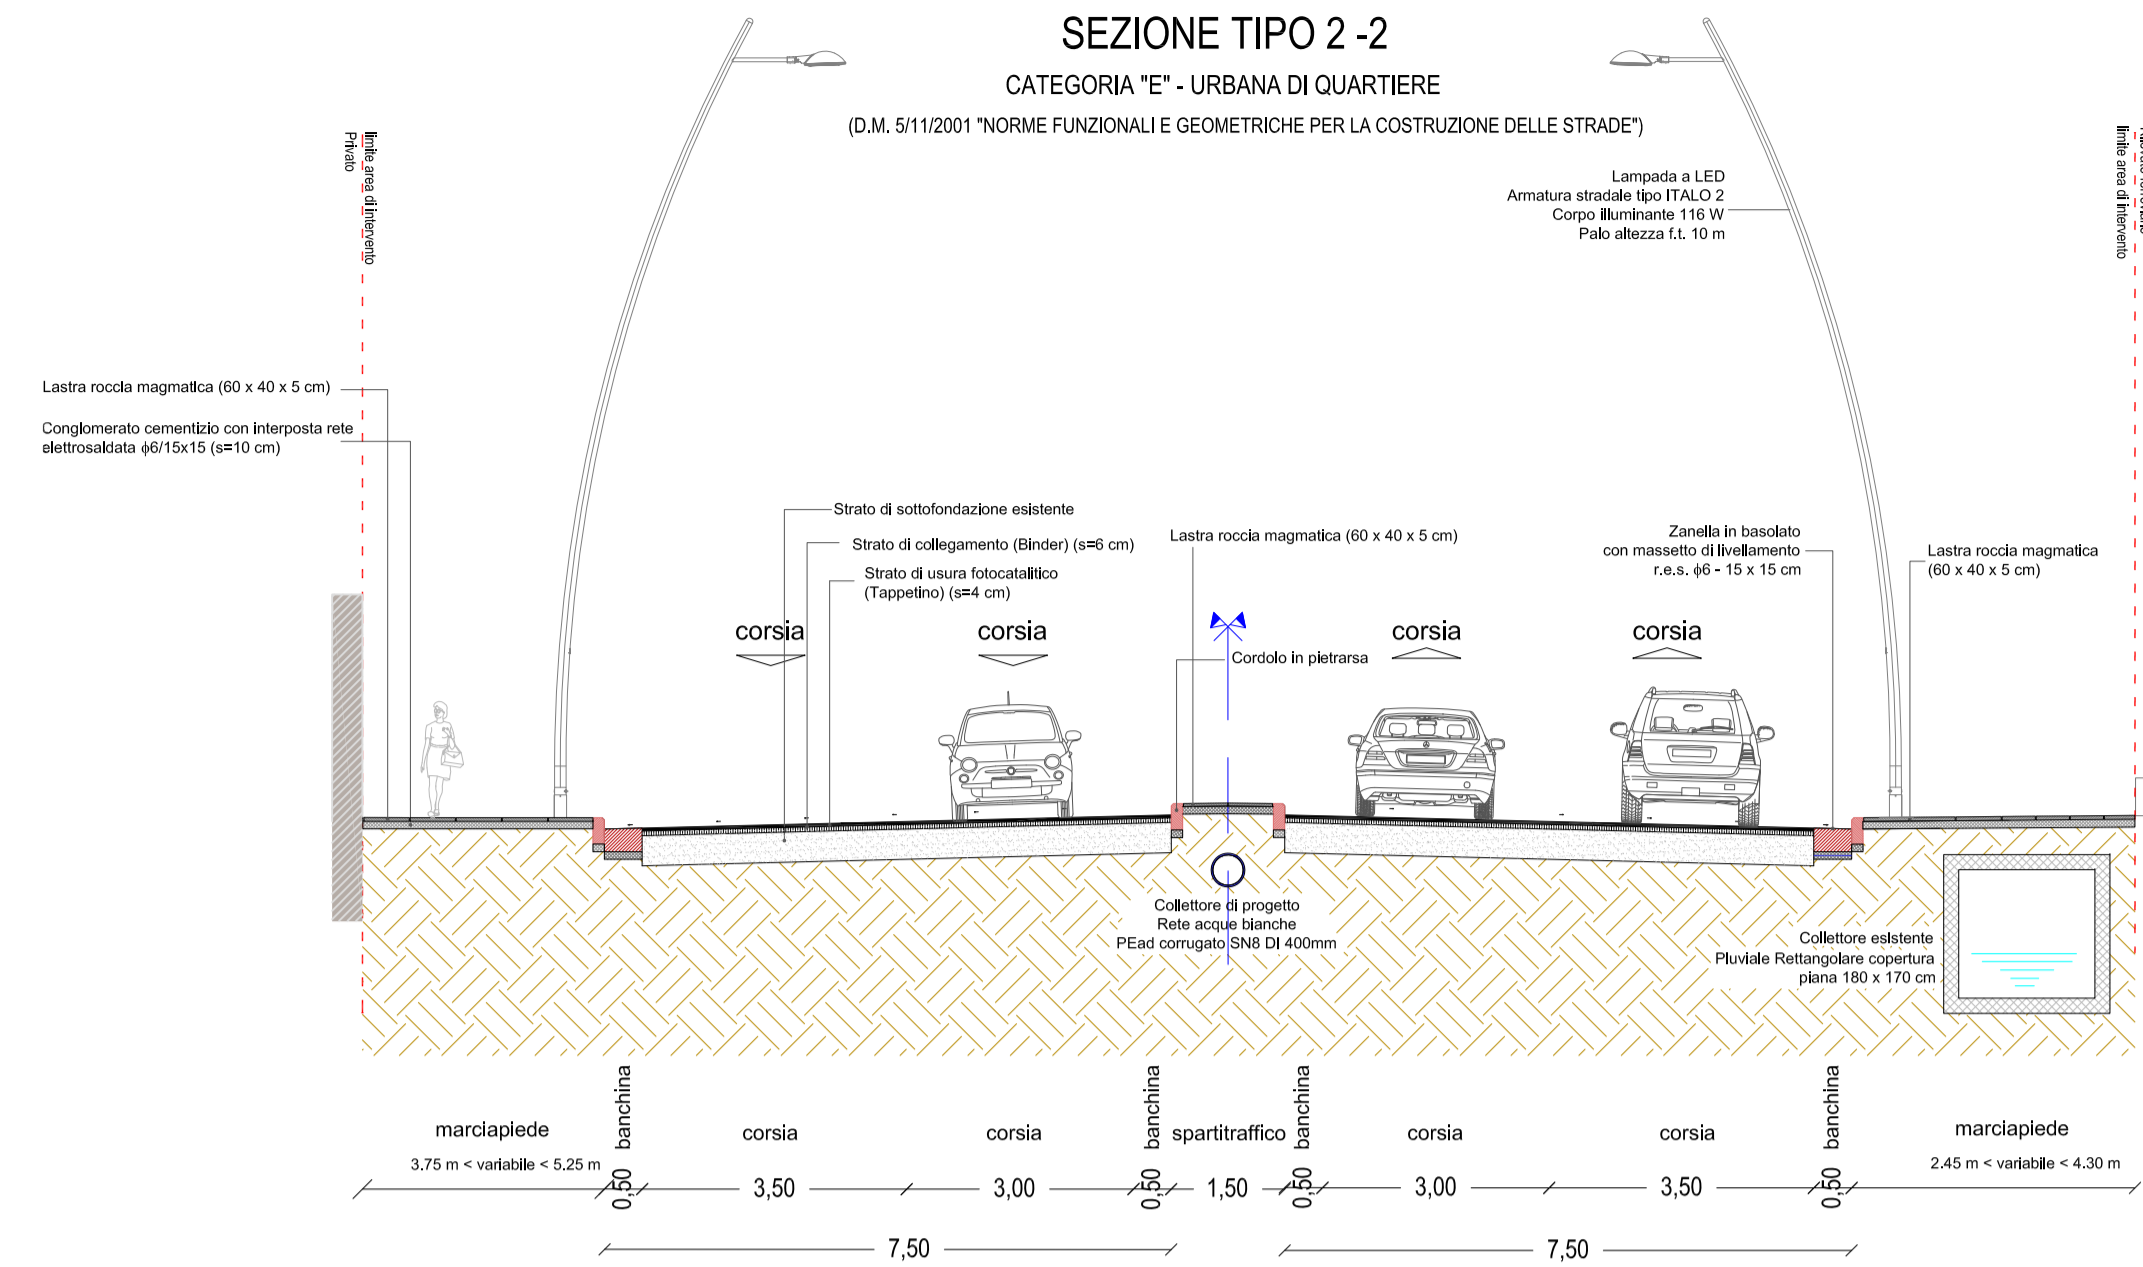 SEZIONE TIPO 2 -2
CATEGORIA "E" - URBANA DI QUARTIERE
(D.M. 5/11/2001 "NORME FUNZIONALI E GEOMETRICHE PER LA COSTRUZIONE DELLE STRADE")
limite area di intervento
Privato
limite area di intervento
Lampada a LED
Armatura stradale tipo ITALO 2
Corpo illuminante 116 W
Palo altezza f.t. 10 m
Lastra roccia magmatica (60 x 40 x 5 cm)
Conglomerato cementizio con interposta rete
elettrosaldata ϕ6/15x15 (s=10 cm)
Strato di sottofondazione esistente
Strato di collegamento (Binder) (s=6 cm)
Strato di usura fotocatalitico
(Tappetino) (s=4 cm)
Lastra roccia magmatica (60 x 40 x 5 cm)
Zanella in basolato
con massetto di livellamento
r.e.s. ϕ6 - 15 x 15 cm
Lastra roccia magmatica
(60 x 40 x 5 cm)
corsia
corsia
corsia
corsia
Cordolo in pietrarsa
Collettore di progetto
Rete acque bianche
PEad corrugato SN8 DI 400mm
Collettore esistente
Pluviale Rettangolare copertura
piana 180 x 170 cm
marciapiede
3.75 m < variabile < 5.25 m
banchina
0,50
corsia
3,50
corsia
3,00
banchina
0,50
spartitraffico
1,50
banchina
0,50
corsia
3,00
corsia
3,50
banchina
0,50
marciapiede
2.45 m < variabile < 4.30 m
7,50
7,50